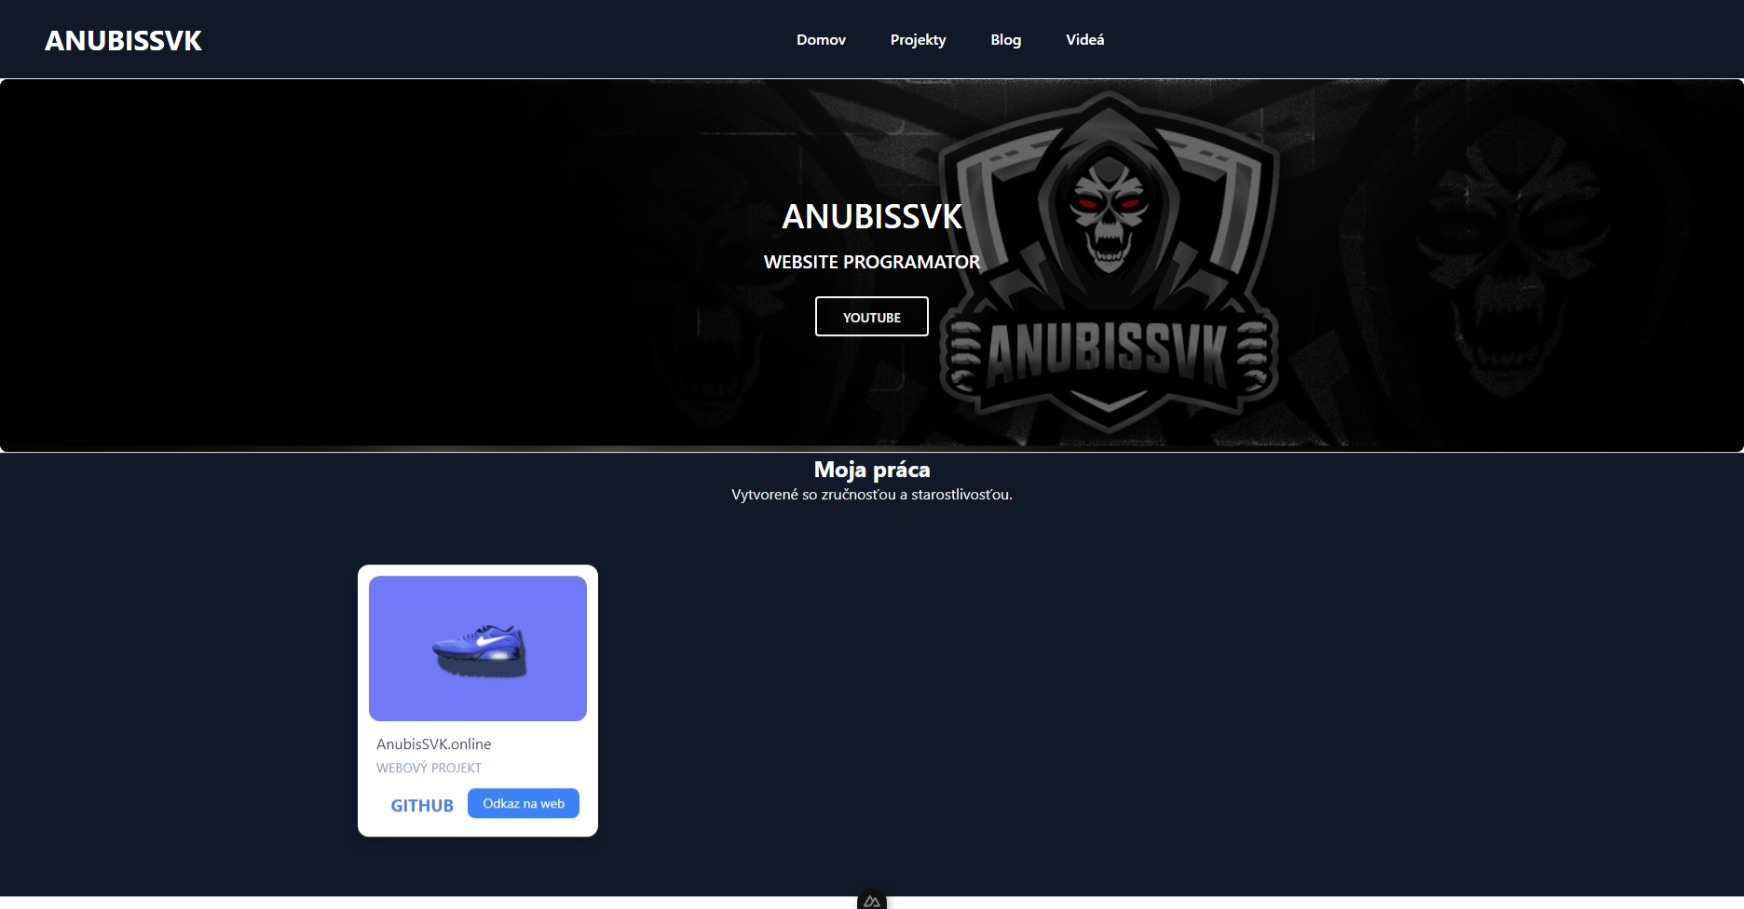 ANUBISSVK
Domov Projekty Blog Videá
ANUBISSVK
WEBSITE PROGRAMATOR
YOUTUBE
ANUBISSVK
Moja práca
Vytvorené so zručnosťou a starostlivosťou.
AnubisSVK.online
WEBOVÝ PROJEKT
GITHUB Odkaz na web